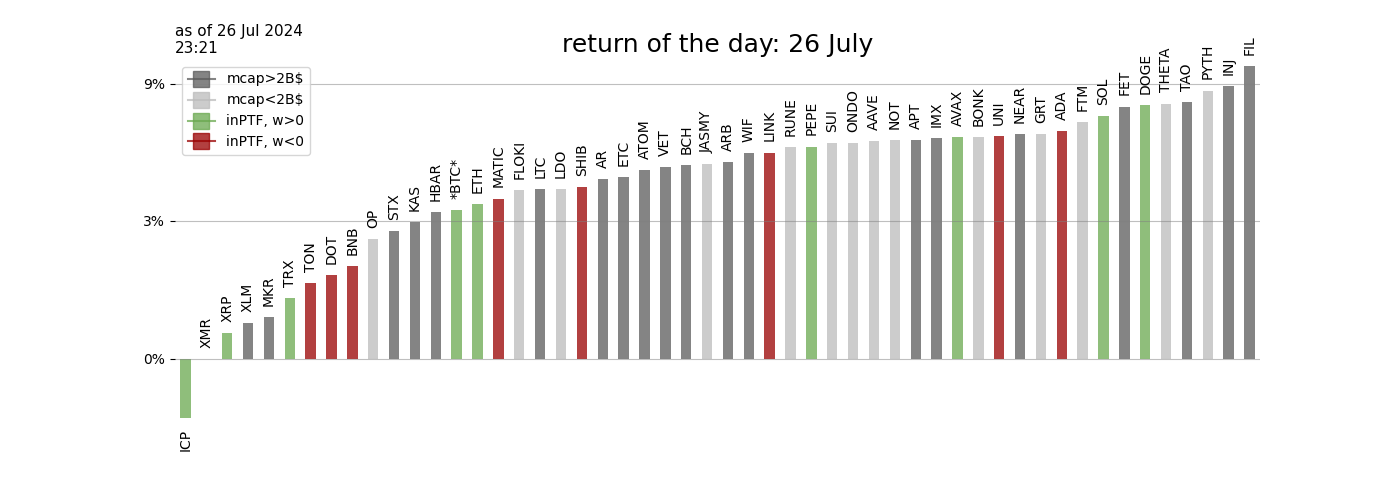 as of 26 Jul 2024
23:21
return of the day: 26 July
mcap>2B$
mcap<2B$
inPTF, w>0
inPTF, w<0
9%
3%
0%
ICP
XMR
XRP
XLM
MKR
TRX
TON
DOT
BNB
OP
STX
KAS
HBAR
*BTC*
ETH
MATIC
FLOKI
LTC
LDO
SHIB
AR
ETC
ATOM
VET
BCH
JASMY
ARB
WIF
LINK
RUNE
PEPE
SUI
ONDO
AAVE
NOT
APT
IMX
AVAX
BONK
UNI
NEAR
GRT
ADA
FTM
SOL
FET
DOGE
THETA
TAO
PYTH
INJ
FIL